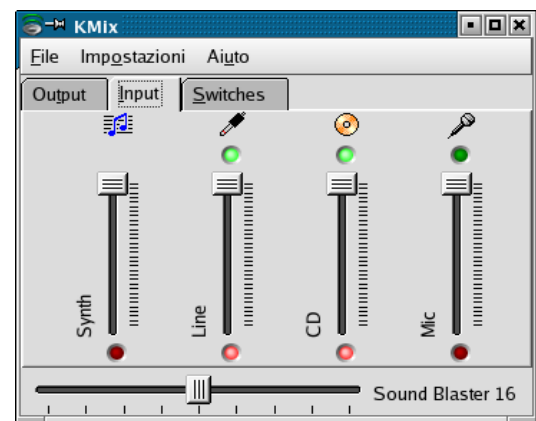 KMix
File Impostazioni Aiuto
Output Input Switches
Synth Line CD Mic
Sound Blaster 16